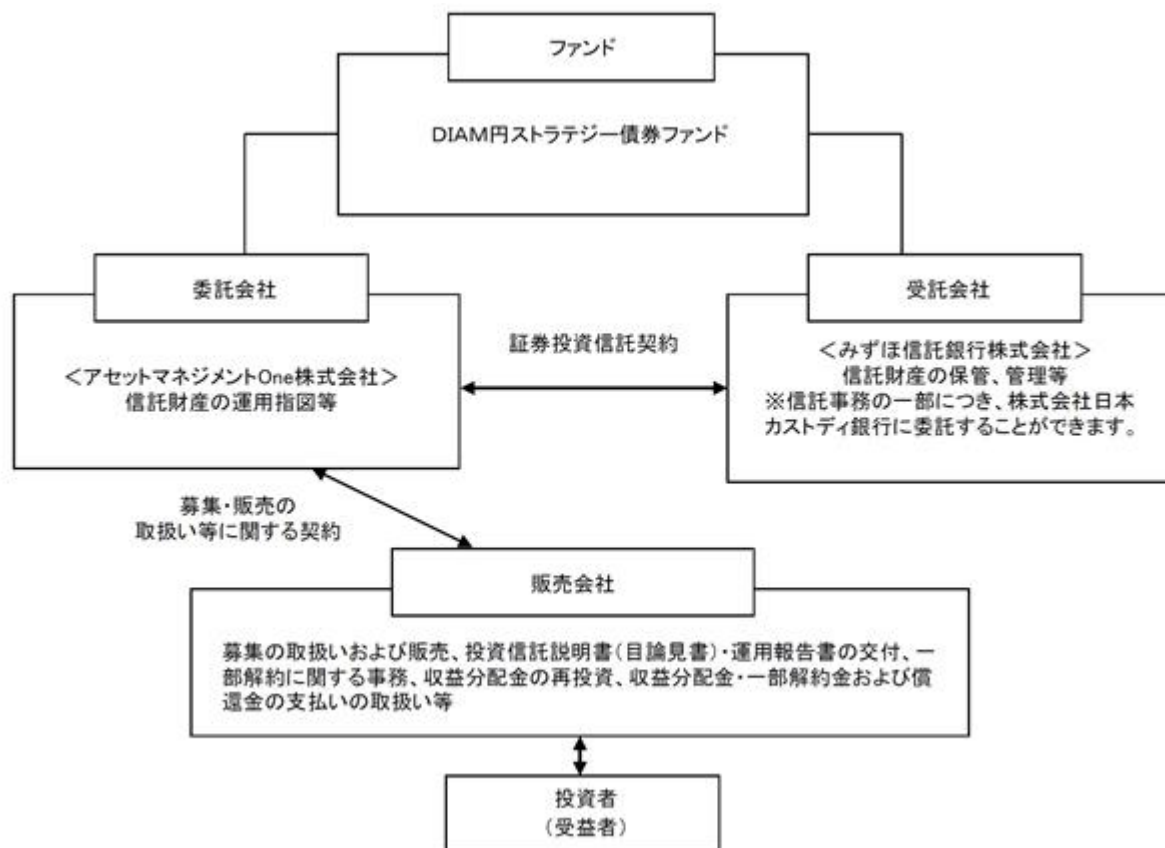 ファンド
DIAM円ストラテジー債券ファンド
委託会社
<アセットマネジメントOne株式会社>
信託財産の運用指図等
証券投資信託契約
受託会社
<みずほ信託銀行株式会社>
信託財産の保管、管理等
※信託事務の一部につき、株式会社日本
カストディ銀行に委託することができます。
募集・販売の
取扱い等に関する契約
販売会社
募集の取扱いおよび販売、投資信託説明書(目論見書)・運用報告書の交付、一
部解約に関する事務、収益分配金の再投資、収益分配金・一部解約金および償
還金の支払いの取扱い等
投資者
(受益者)